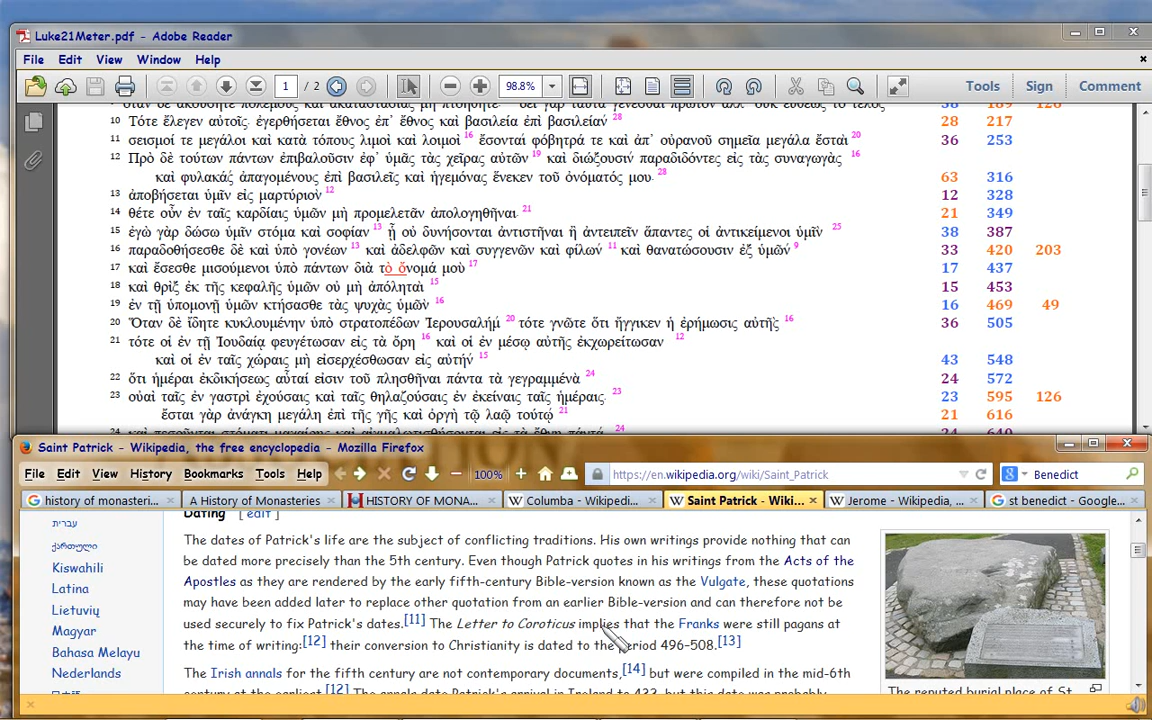 Luke21Meter.pdf - Adobe Reader
File Edit View Window Help
1 / 2 98.8% Tools Sign Comment
10 Τότε ἔλεγεν αὐτοῖς· ἐγερθήσεται ἔθνος ἐπ' ἔθνος καὶ βασιλεία ἐπὶ βασιλείαν 28 28 217
11 σεισμοί τε μεγάλοι καὶ κατὰ τόπους λιμοὶ καὶ λοιμοὶ 16 ἔσονταί φόβητρά τε καὶ ἀπ' οὐρανοῦ σημεῖα μεγάλα ἔσταὶ 20 36 253
12 Πρὸ δὲ τούτων πάντων ἐπιβαλοῦσιν ἐφ' ὑμᾶς τὰς χεῖρας αὐτῶν 19 καὶ διώξουσιν παραδιδόντες εἰς τὰς συναγωγὰς 16
καὶ φυλακάς ἀπαγομένους ἐπὶ βασιλεῖς καὶ ἡγεμόνας ἕνεκεν τοῦ ὀνόματός μου· 28 63 316
13 ἀποβήσεται ὑμῖν εἰς μαρτύριον 12 12 328
14 θέτε οὖν ἐν ταῖς καρδίαις ὑμῶν μὴ προμελετᾶν ἀπολογηθῆναι· 21 21 349
15 ἐγὼ γὰρ δώσω ὑμῖν στόμα καὶ σοφίαν 13 ᾗ οὐ δυνήσονται ἀντιστῆναι ἢ ἀντειπεῖν ἅπαντες οἱ ἀντικείμενοι ὑμῖν 25 38 387
16 παραδοθήσεσθε δὲ καὶ ὑπὸ γονέων 13 καὶ ἀδελφῶν καὶ συγγενῶν καὶ φίλων 11 καὶ θανατώσουσιν ἐξ ὑμῶν 9 33 420 203
17 καὶ ἔσεσθε μισούμενοι ὑπὸ πάντων διὰ τὸ ὄνομά μοὺ 17 17 437
18 καὶ θρὶξ ἐκ τῆς κεφαλῆς ὑμῶν οὐ μὴ ἀπόληταὶ 15 15 453
19 ἐν τῇ ὑπομονῇ ὑμῶν κτήσασθε τὰς ψυχὰς ὑμῶν 16 16 469 49
20 Ὅταν δὲ ἴδητε κυκλουμένην ὑπὸ στρατοπέδων Ἰερουσαλήμ 20 τότε γνῶτε ὅτι ἤγγικεν ἡ ἐρήμωσις αὐτῆς 16 36 505
21 τότε οἱ ἐν τῇ Ἰουδαίᾳ φευγέτωσαν εἰς τὰ ὄρη 16 καὶ οἱ ἐν μέσῳ αὐτῆς ἐκχωρείτωσαν 12
καὶ οἱ ἐν ταῖς χώραις μὴ εἰσερχέσθωσαν εἰς αὐτήν 15 43 548
22 ὅτι ἡμέραι ἐκδικήσεως αὗταί εἰσιν τοῦ πλησθῆναι πάντα τὰ γεγραμμένὰ 24 24 572
23 οὐαὶ ταῖς ἐν γαστρὶ ἐχούσαις καὶ ταῖς θηλαζούσαις ἐν ἐκείναις ταῖς ἡμέραις· 23 23 595 126
ἔσται γὰρ ἀνάγκη μεγάλη ἐπὶ τῆς γῆς καὶ ὀργὴ τῷ λαῷ τούτῳ 21 21 616
Saint Patrick - Wikipedia, the free encyclopedia - Mozilla Firefox
File Edit View History Bookmarks Tools Help 100% https://en.wikipedia.org/wiki/Saint_Patrick Benedict
history of monasteri... A History of Monasteries HISTORY OF MONA... Columba - Wikipedi... Saint Patrick - Wiki... Jerome - Wikipedia, ... st benedict - Google...
Dating [ edit ]
עברית
ქართული
Kiswahili
Latina
Lietuvių
Magyar
Bahasa Melayu
Nederlands
The dates of Patrick's life are the subject of conflicting traditions. His own writings provide nothing that can
be dated more precisely than the 5th century. Even though Patrick quotes in his writings from the Acts of the
Apostles as they are rendered by the early fifth-century Bible-version known as the Vulgate, these quotations
may have been added later to replace other quotation from an earlier Bible-version and can therefore not be
used securely to fix Patrick's dates.[11] The Letter to Coroticus implies that the Franks were still pagans at
the time of writing:[12] their conversion to Christianity is dated to the period 496–508.[13]
The Irish annals for the fifth century are not contemporary documents,[14] but were compiled in the mid-6th
The reputed burial place of St.